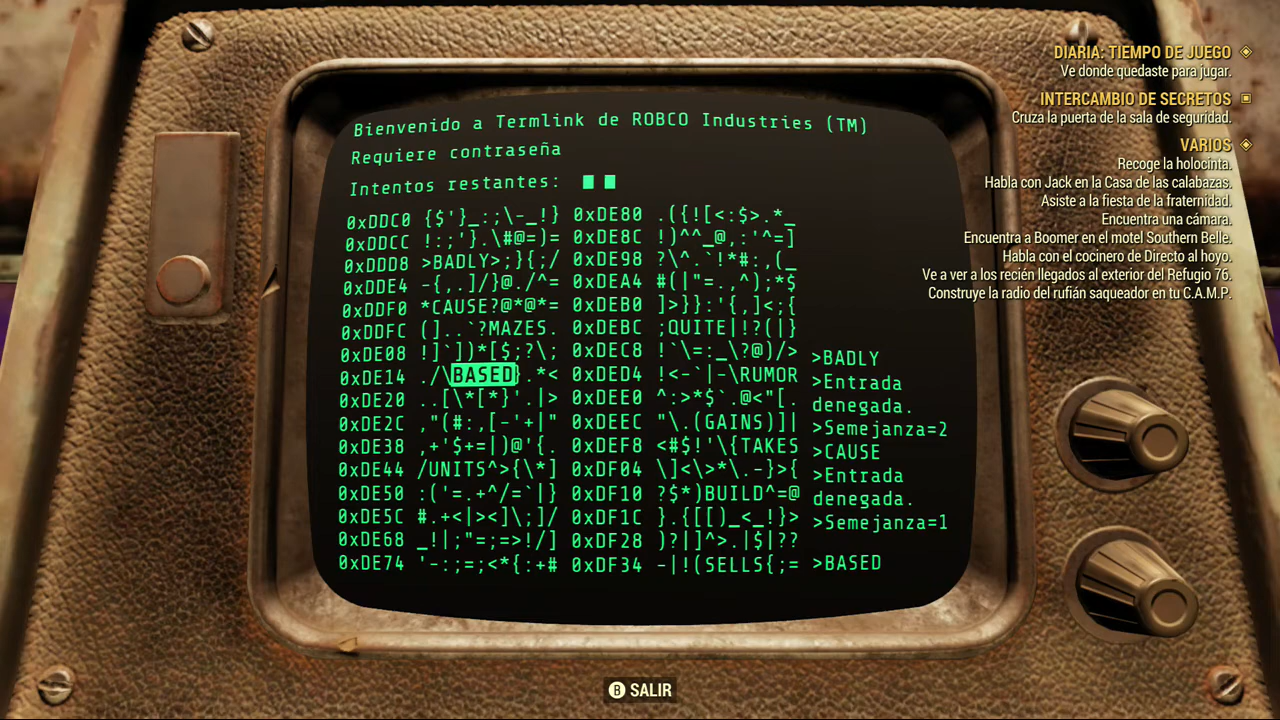 DIARIA: TIEMPO DE JUEGO
Ve donde quedaste para jugar.
INTERCAMBIO DE SECRETOS
Cruza la puerta de la sala de seguridad.
VARIOS
Recoge la holocinta.
Habla con Jack en la Casa de las calabazas.
Asiste a la fiesta de la fraternidad.
Encuentra una cámara.
Encuentra a Boomer en el motel Southern Belle.
Habla con el cocinero de Directo al hoyo.
Ve a ver a los recién llegados al exterior del Refugio 76.
Construye la radio del rufián saqueador en tu C.A.M.P.
Bienvenido a Termlink de ROBCO Industries (TM)
Requiere contraseña
Intentos restantes: ■ ■
0xDDC0 {$'}_:;\-_!} 0xDE80 .({![<:$>.*_
0xDDCC !:;'}.\#@=)= 0xDE8C !)^^_@,:'^=]
0xDDD8 >BADLY>;}{;/ 0xDE98 ?\^.`!*#:,(_
0xDDE4 -{,.]/}@./^= 0xDEA4 #(|"=.,^);*$
0xDDF0 *CAUSE?@*@*= 0xDEB0 ]>}}:'{,]<;{
0xDDFC (]..`?MAZES. 0xDEBC ;QUITE|!?(|}
0xDE08 !]`])*[$;?\; 0xDEC8 !`\=:_\?@)/>
0xDE14 ./\BASED}.*< 0xDED4 !<-`|-\RUMOR
0xDE20 ..[\*[*}'.|> 0xDEE0 ^:>*$`.@<"[.
0xDE2C ,"(#:,[-'+|" 0xDEEC "\.(GAINS)]|
0xDE38 ,+'$+=|)@'{. 0xDEF8 <#$!'\{TAKES
0xDE44 /UNITS^>{\*] 0xDF04 \]<\>*\.-}>{
0xDE50 :('=.+^/=`|} 0xDF10 ?$*)BUILD^=@
0xDE5C #.+<|><]\;]/ 0xDF1C }.{[[)_<_!}>
0xDE68 _!|;"=;=>!/] 0xDF28 )?|]^>.|$|??
0xDE74 '-:;=;<*{:+# 0xDF34 -|!(SELLS{;=
>BADLY
>Entrada
denegada.
>Semejanza=2
>CAUSE
>Entrada
denegada.
>Semejanza=1
>BASED
B SALIR